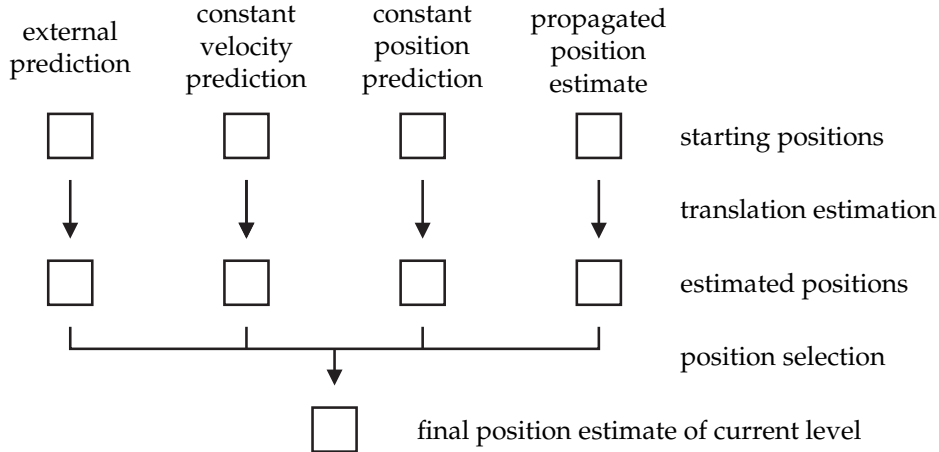 external
prediction
constant
velocity
prediction
constant
position
prediction
propagated
position
estimate
starting positions
translation estimation
estimated positions
position selection
final position estimate of current level